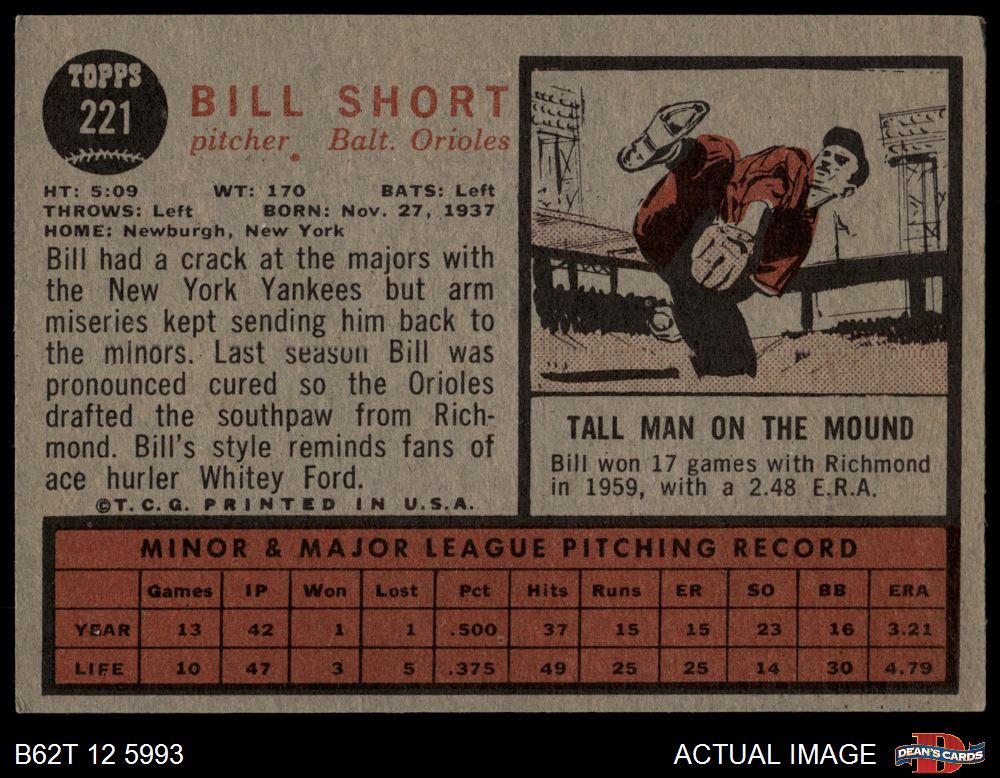 TOPPS
221
BILL SHORT
pitcher, Balt. Orioles
HT: 5:09 WT: 170 BATS: Left
THROWS: Left BORN: Nov. 27, 1937
HOME: Newburgh, New York
Bill had a crack at the majors with
the New York Yankees but arm
miseries kept sending him back to
the minors. Last season Bill was
pronounced cured so the Orioles
drafted the southpaw from Rich-
mond. Bill's style reminds fans of
ace hurler Whitey Ford.
©T.C.G. PRINTED IN U.S.A.
TALL MAN ON THE MOUND
Bill won 17 games with Richmond
in 1959, with a 2.48 E.R.A.
MINOR & MAJOR LEAGUE PITCHING RECORD
Games IP Won Lost Pct Hits Runs ER SO BB ERA
YEAR 13 42 1 1 .500 37 15 15 23 16 3.21
LIFE 10 47 3 5 .375 49 25 25 14 30 4.79
B62T 12 5993
ACTUAL IMAGE
D
DEAN'S CARDS